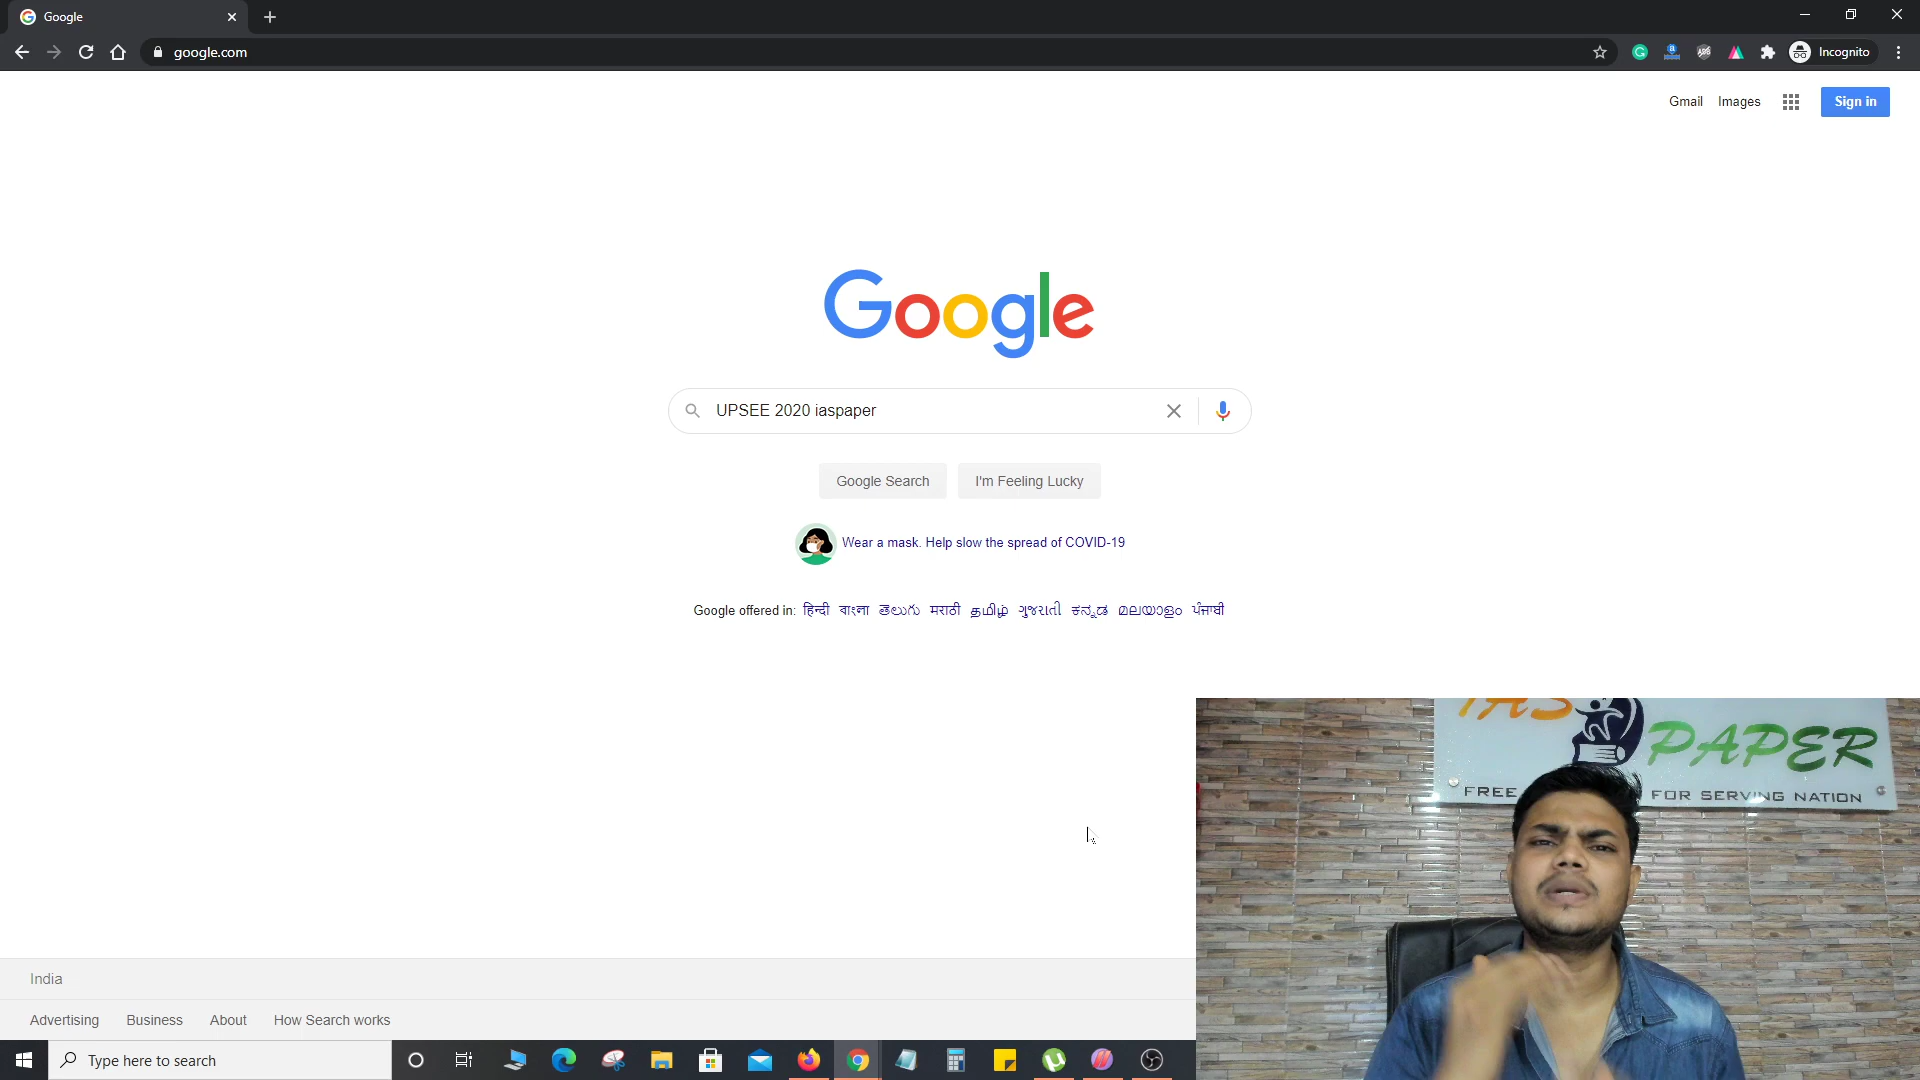 Google
google.com
Incognito
Gmail Images
Sign in
Google
UPSEE 2020 iaspaper
Google Search I'm Feeling Lucky
Wear a mask. Help slow the spread of COVID-19
Google offered in: हिन्दी বাংলা తెలుగు मराठी தமிழ் ગુજરાતી ಕನ್ನಡ മലയാളം ਪੰਜਾਬੀ
IAS PAPER
FREE FOR SERVING NATION
India
Advertising Business About How Search works
Type here to search